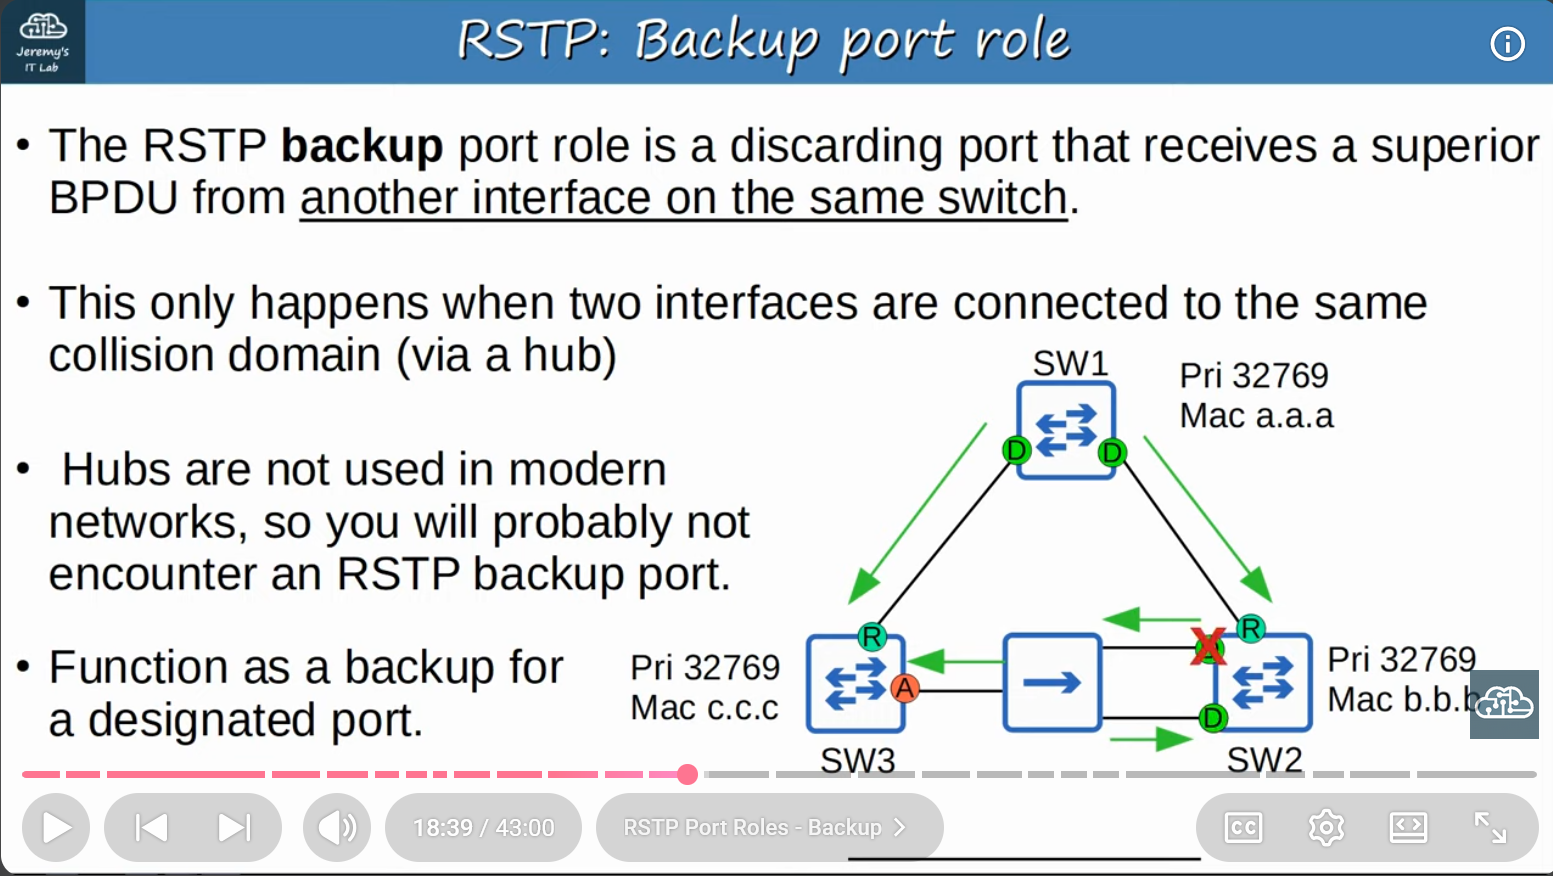 Jeremy's
IT Lab
RSTP: Backup port role
• The RSTP backup port role is a discarding port that receives a superior
BPDU from another interface on the same switch.
• This only happens when two interfaces are connected to the same
collision domain (via a hub)
• Hubs are not used in modern
networks, so you will probably not
encounter an RSTP backup port.
• Function as a backup for
a designated port.
SW1
Pri 32769
Mac a.a.a
D
D
R
R
Pri 32769
Mac c.c.c
A
X
D
Pri 32769
Mac b.b.b
SW3
SW2
18:39 / 43:00
RSTP Port Roles - Backup
CC